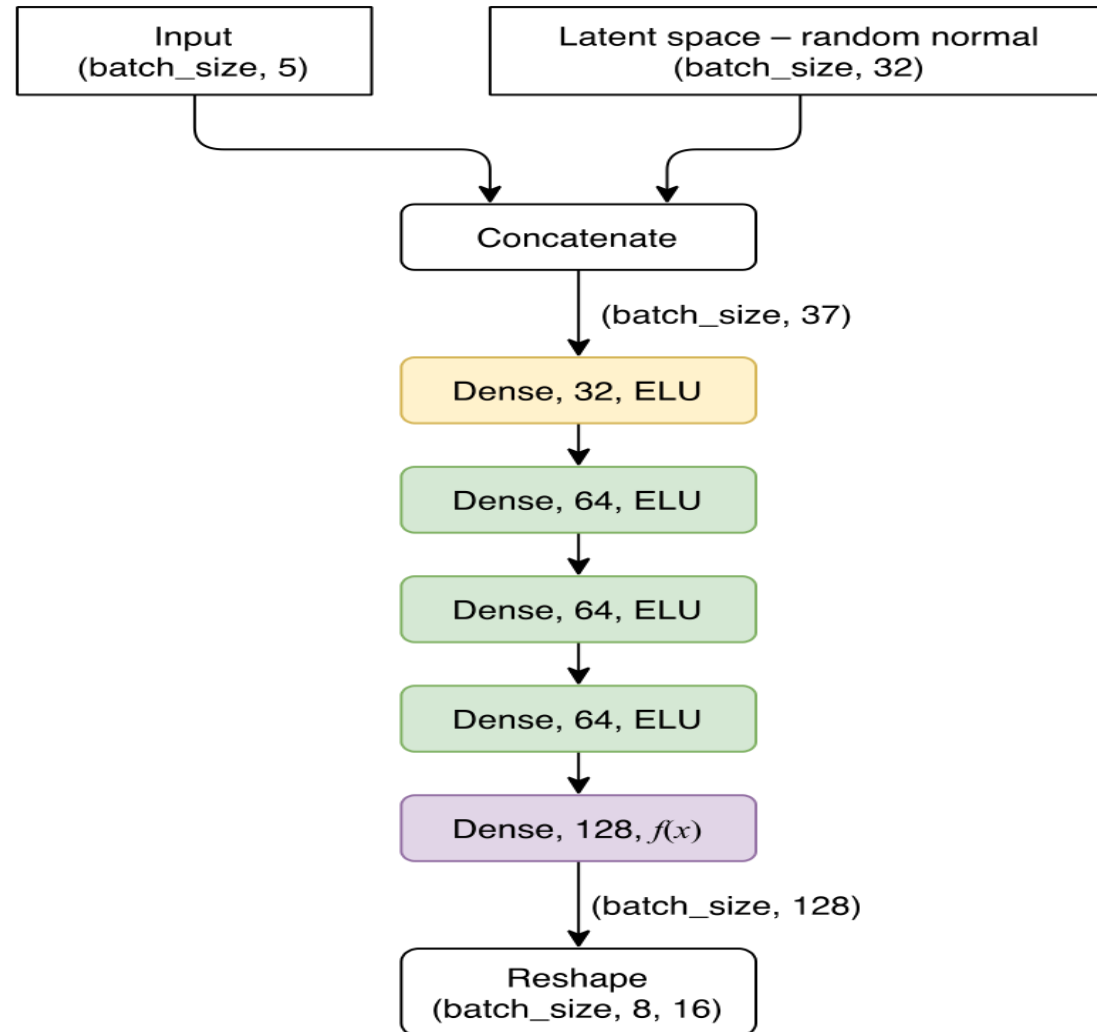 Input
(batch_size, 5)
Latent space – random normal
(batch_size, 32)
Concatenate
(batch_size, 37)
Dense, 32, ELU
Dense, 64, ELU
Dense, 64, ELU
Dense, 64, ELU
Dense, 128, f(x)
(batch_size, 128)
Reshape
(batch_size, 8, 16)